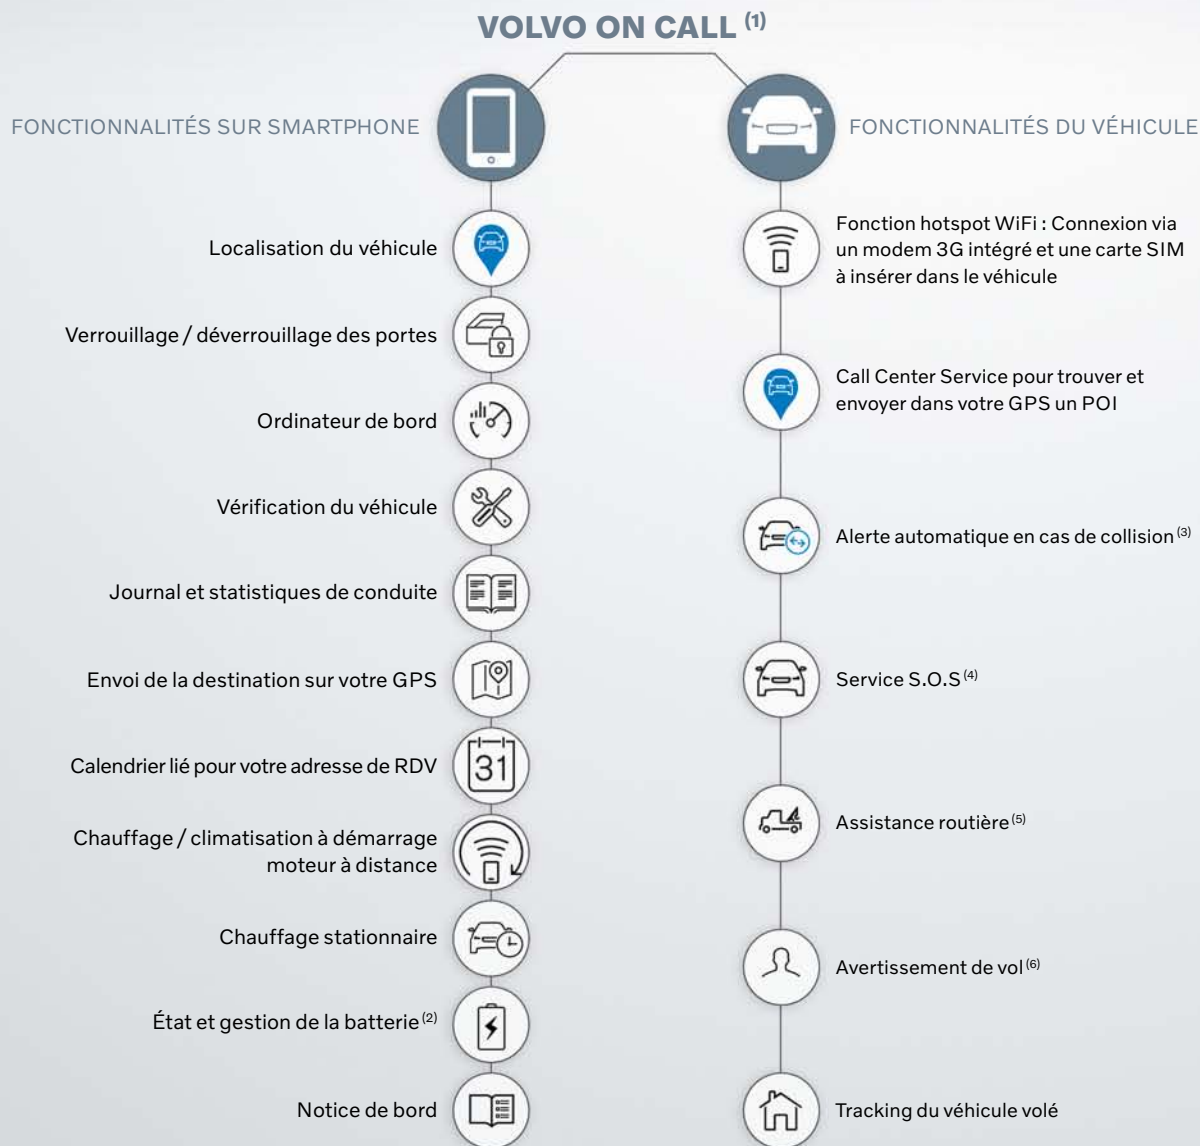 VOLVO ON CALL (1)
FONCTIONNALITÉS SUR SMARTPHONE
Localisation du véhicule
Verrouillage / déverrouillage des portes
Ordinateur de bord
Vérification du véhicule
Journal et statistiques de conduite
Envoi de la destination sur votre GPS
31
Calendrier lié pour votre adresse de RDV
Chauffage / climatisation à démarrage
moteur à distance
Chauffage stationnaire
État et gestion de la batterie (2)
Notice de bord
FONCTIONNALITÉS DU VÉHICULE
Fonction hotspot WiFi : Connexion via
un modem 3G intégré et une carte SIM
à insérer dans le véhicule
Call Center Service pour trouver et
envoyer dans votre GPS un POI
Alerte automatique en cas de collision (3)
Service S.O.S (4)
Assistance routière (5)
Avertissement de vol (6)
Tracking du véhicule volé